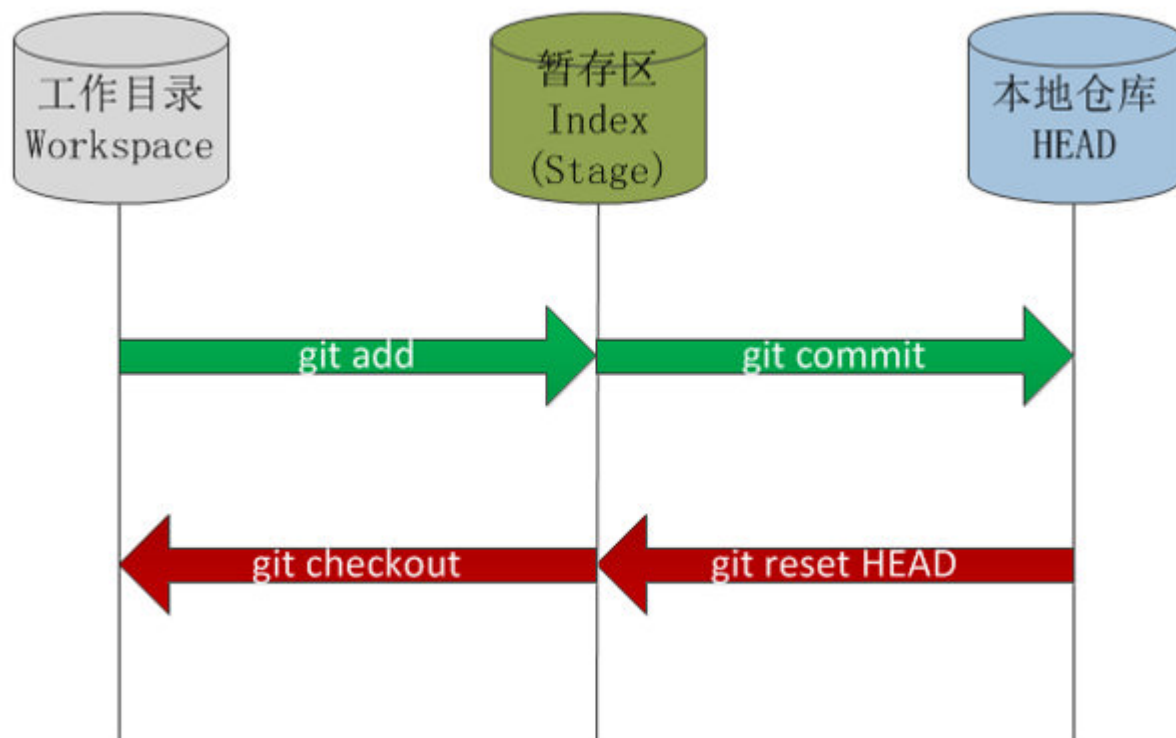 工作目录
Workspace
暂存区
Index
(Stage)
本地仓库
HEAD
git add
git commit
git checkout
git reset HEAD